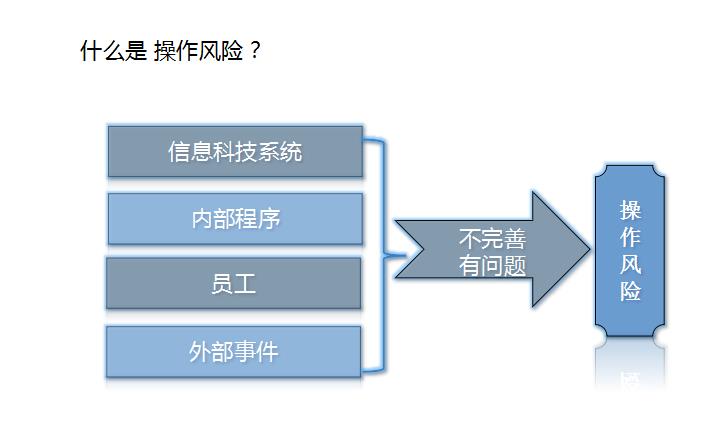 什么是 操作风险？
信息科技系统
内部程序
员工
外部事件
不完善
有问题
操
作
风
险